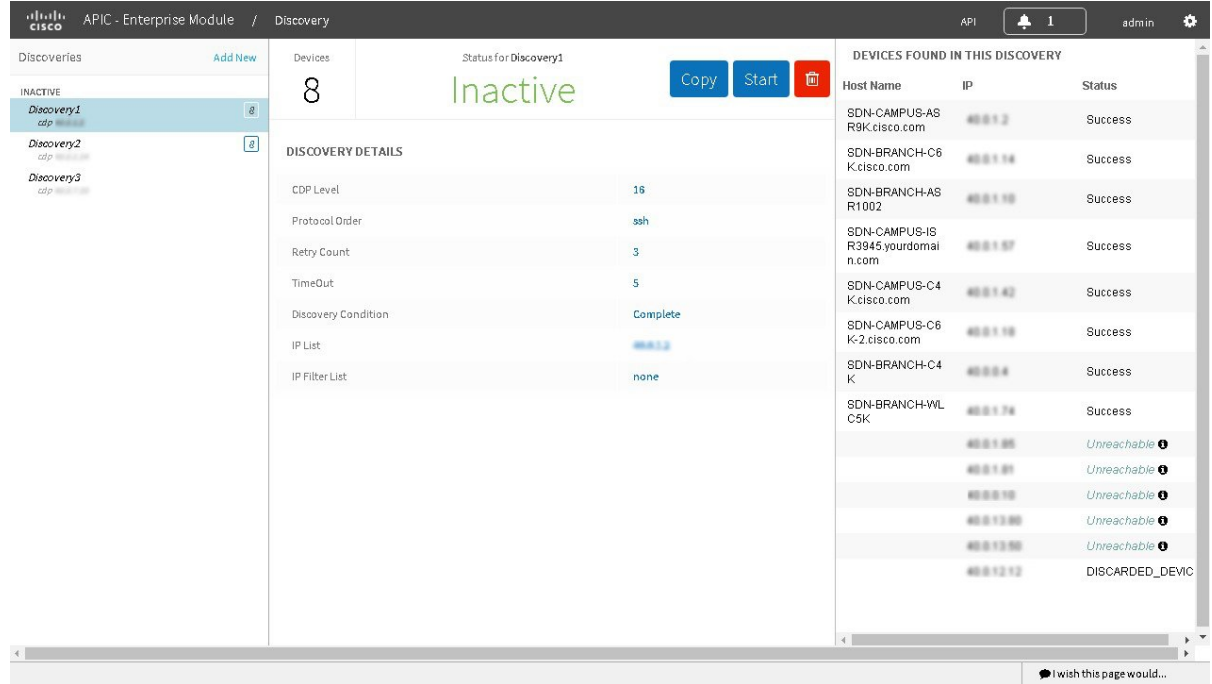 cisco APIC - Enterprise Module / Discovery API 1 admin
Discoveries Add New
INACTIVE
Discovery1 8
cdp
Discovery2 8
cdp
Discovery3
cdp
Devices
8
Status for Discovery1
Inactive
Copy Start
DISCOVERY DETAILS
CDP Level 16
Protocol Order ssh
Retry Count 3
TimeOut 5
Discovery Condition Complete
IP List
IP Filter List none
DEVICES FOUND IN THIS DISCOVERY
Host Name IP Status
SDN-CAMPUS-AS
R9K.cisco.com Success
SDN-BRANCH-C6
K.cisco.com Success
SDN-BRANCH-AS
R1002 Success
SDN-CAMPUS-IS
R3945.yourdomai
n.com Success
SDN-CAMPUS-C4
K.cisco.com Success
SDN-CAMPUS-C6
K-2.cisco.com Success
SDN-BRANCH-C4
K Success
SDN-BRANCH-WL
C5K Success
Unreachable
Unreachable
Unreachable
Unreachable
Unreachable
DISCARDED_DEVIC
I wish this page would...